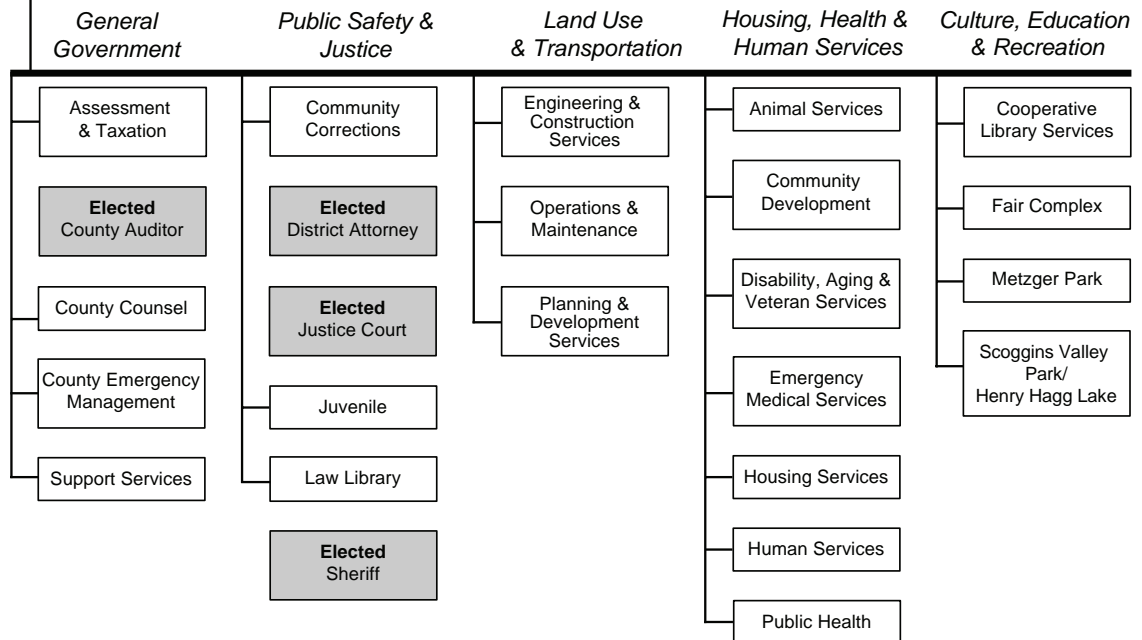 General
Government
Public Safety &
Justice
Land Use
& Transportation
Housing, Health &
Human Services
Culture, Education
& Recreation
Assessment
& Taxation
Elected
County Auditor
County Counsel
County Emergency
Management
Support Services
Community
Corrections
Elected
District Attorney
Elected
Justice Court
Juvenile
Law Library
Elected
Sheriff
Engineering &
Construction
Services
Operations &
Maintenance
Planning &
Development
Services
Animal Services
Community
Development
Disability, Aging &
Veteran Services
Emergency
Medical Services
Housing Services
Human Services
Public Health
Cooperative
Library Services
Fair Complex
Metzger Park
Scoggins Valley
Park/
Henry Hagg Lake